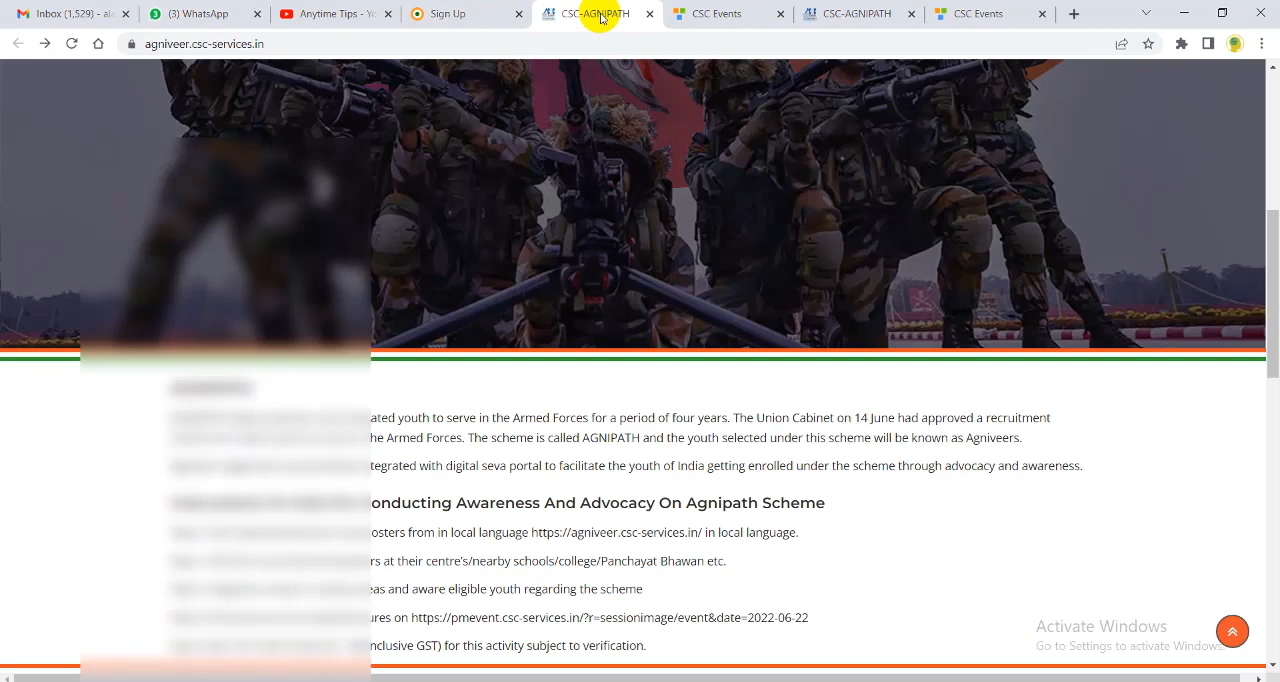 Inbox (1,529) - ala
(3) WhatsApp
Anytime Tips - Yo
Sign Up
CSC-AGNIPATH
CSC Events
CSC-AGNIPATH
CSC Events
agniveer.csc-services.in
ated youth to serve in the Armed Forces for a period of four years. The Union Cabinet on 14 June had approved a recruitment
he Armed Forces. The scheme is called AGNIPATH and the youth selected under this scheme will be known as Agniveers.
tegrated with digital seva portal to facilitate the youth of India getting enrolled under the scheme through advocacy and awareness.
onducting Awareness And Advocacy On Agnipath Scheme
osters from in local language https://agniveer.csc-services.in/ in local language.
rs at their centre's/nearby schools/college/Panchayat Bhawan etc.
eas and aware eligible youth regarding the scheme
ures on https://pmevent.csc-services.in/?r=sessionimage/event&date=2022-06-22
Activate Windows
nclusive GST) for this activity subject to verification.
Go to Settings to activate Windows.